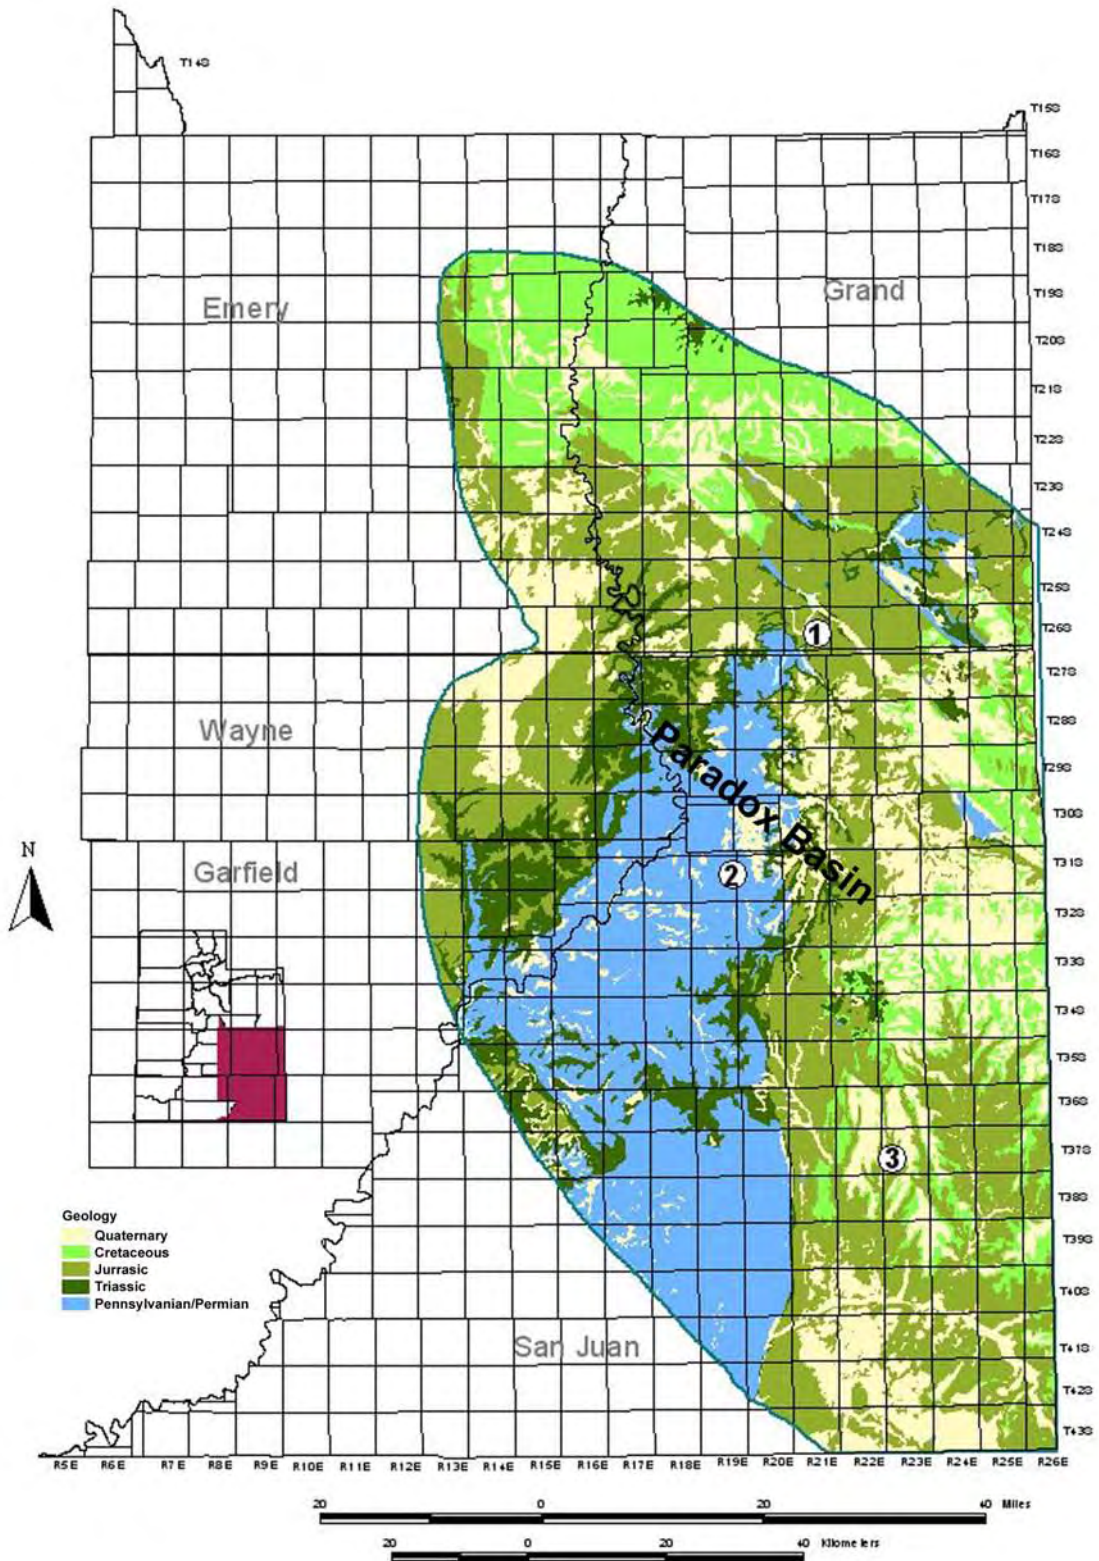 T14S
T15S
T16S
T17S
T18S
Emery
Grand
T19S
T20S
T21S
T22S
T23S
T24S
T25S
1
T26S
T27S
Wayne
T28S
Paradox Basin
T29S
T30S
N
Garfield
2
T31S
T32S
T33S
T34S
T35S
T36S
3
T37S
T38S
Geology
Quaternary
Cretaceous
Jurrasic
Triassic
Pennsylvanian/Permian
T39S
T40S
San Juan
T41S
T42S
T43S
R5E R6E R7E R8E R9E R10E R11E R12E R13E R14E R15E R16E R17E R18E R19E R20E R21E R22E R23E R24E R25E R26E
20 0 20 40 Miles
20 0 20 40 Kilometers